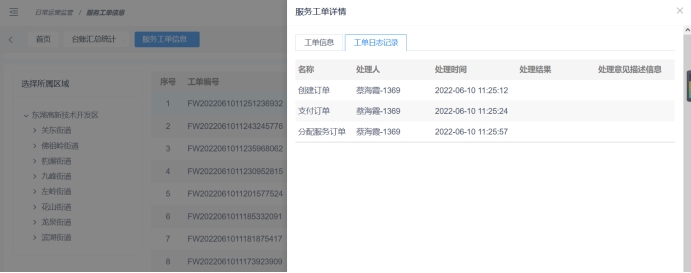 日常运营监管 / 服务工单信息
首页 台账汇总统计 服务工单信息
选择所属区域
东湖高新技术开发区
关东街道
佛祖岭街道
豹澥街道
九峰街道
左岭街道
花山街道
龙泉街道
滨湖街道
序号 工单编号
1 FW2022061011251236932
2 FW2022061011243245776
3 FW2022061011235968062
4 FW2022061011230952815
5 FW2022061011201577524
6 FW2022061011185332091
7 FW2022061011181875417
8 FW2022061011173923909
服务工单详情
工单信息 工单日志记录
名称 处理人 处理时间 处理结果 处理意见描述信息
创建订单 蔡海霞-1369 2022-06-10 11:25:12
支付订单 蔡海霞-1369 2022-06-10 11:25:24
分配服务订单 蔡海霞-1369 2022-06-10 11:25:57